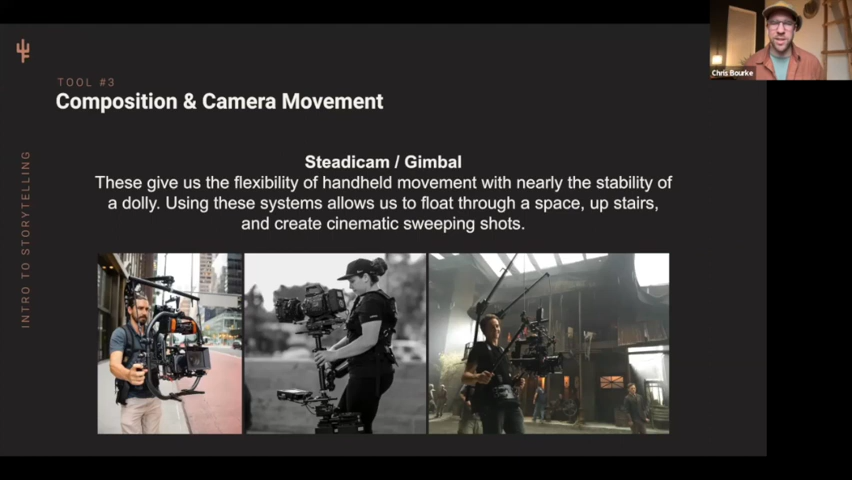 TOOL #3
Composition & Camera Movement
Steadicam / Gimbal
These give us the flexibility of handheld movement with nearly the stability of
a dolly. Using these systems allows us to float through a space, up stairs,
and create cinematic sweeping shots.
INTRO TO STORYTELLING
Chris Bourke